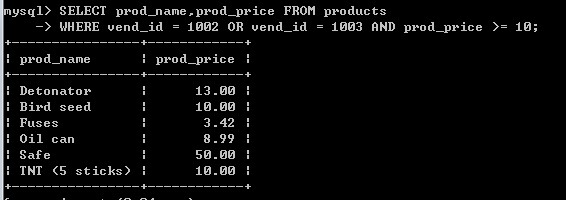 mysql> SELECT prod_name,prod_price FROM products
    -> WHERE vend_id = 1002 OR vend_id = 1003 AND prod_price >= 10;
+----------------+------------+
| prod_name      | prod_price |
+----------------+------------+
| Detonator      |      13.00 |
| Bird seed      |      10.00 |
| Fuses          |       3.42 |
| Oil can        |       8.99 |
| Safe           |      50.00 |
| TNT (5 sticks) |      10.00 |
+----------------+------------+